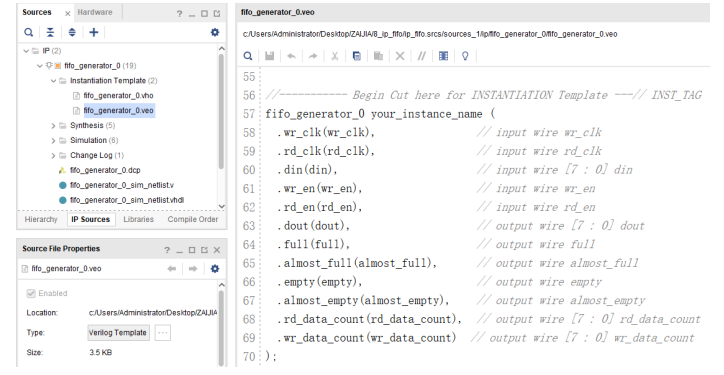 Sources × Hardware ? _ □ ⧉
IP (2)
fifo_generator_0 (19)
Instantiation Template (2)
fifo_generator_0.vho
fifo_generator_0.veo
Synthesis (5)
Simulation (6)
Change Log (1)
fifo_generator_0.dcp
fifo_generator_0_sim_netlist.v
fifo_generator_0_sim_netlist.vhdl
Hierarchy IP Sources Libraries Compile Order
Source File Properties ? _ □ ⧉ ×
fifo_generator_0.veo
Enabled
Location: c:/Users/Administrator/Desktop/ZAIJIA
Type: Verilog Template ...
Size: 3.5 KB
fifo_generator_0.veo
c:/Users/Administrator/Desktop/ZAIJIA/8_ip_fifo/ip_fifo.srcs/sources_1/ip/fifo_generator_0/fifo_generator_0.veo
55
56 //----------- Begin Cut here for INSTANTIATION Template ---// INST_TAG
57 fifo_generator_0 your_instance_name (
58 .wr_clk(wr_clk), // input wire wr_clk
59 .rd_clk(rd_clk), // input wire rd_clk
60 .din(din), // input wire [7 : 0] din
61 .wr_en(wr_en), // input wire wr_en
62 .rd_en(rd_en), // input wire rd_en
63 .dout(dout), // output wire [7 : 0] dout
64 .full(full), // output wire full
65 .almost_full(almost_full), // output wire almost_full
66 .empty(empty), // output wire empty
67 .almost_empty(almost_empty), // output wire almost_empty
68 .rd_data_count(rd_data_count), // output wire [7 : 0] rd_data_count
69 .wr_data_count(wr_data_count) // output wire [7 : 0] wr_data_count
70 );